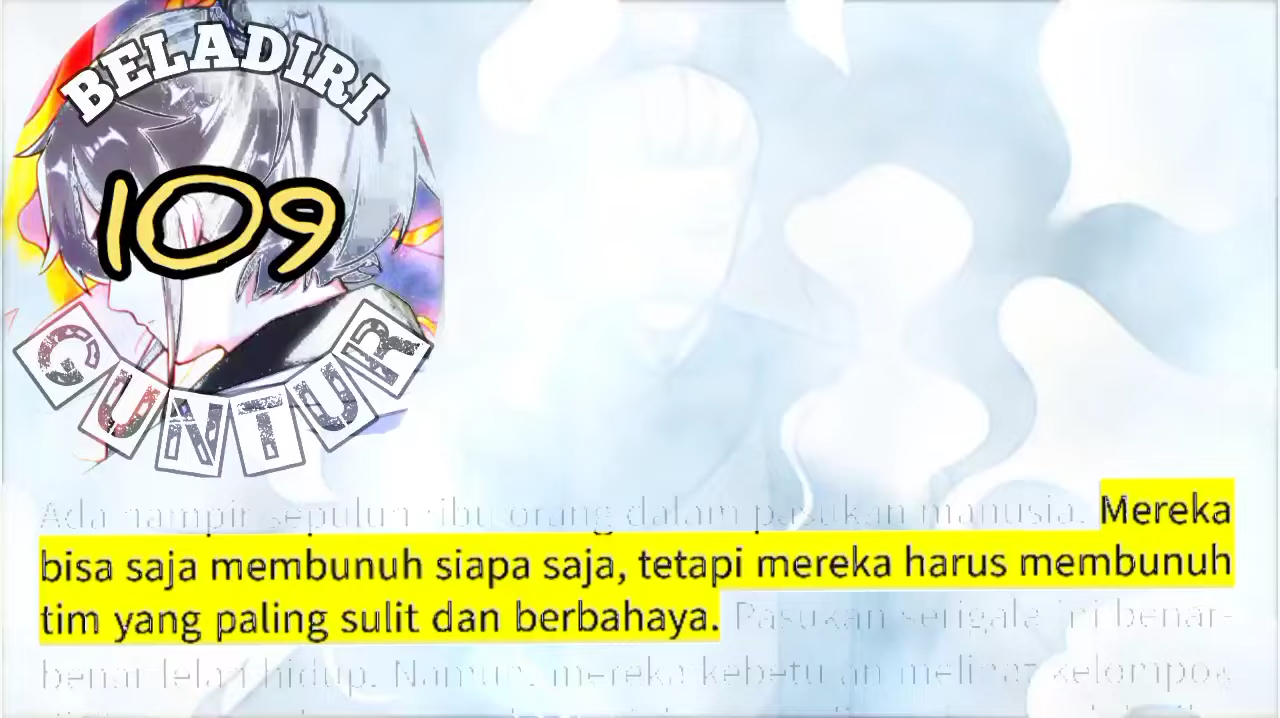 BELADIRI
109
GUNTUR
Ada hampir sepuluh ribu orang dalam pasukan manusia. Mereka
bisa saja membunuh siapa saja, tetapi mereka harus membunuh
tim yang paling sulit dan berbahaya. Pasukan serigala ini benar-
benar lelah hidup. Namun, mereka kebetulan melihat kelompok